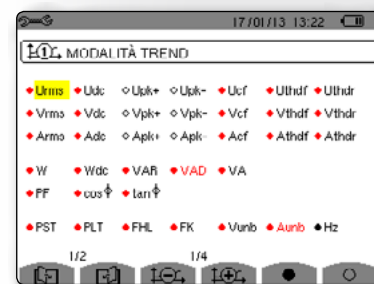 17/01/13 13:22
1 MODALITÀ TREND
Urms Udc Upk+ Upk- Ucf Uthdf Uthdr
Vrms Vdc Vpk+ Vpk- Vcf Vthdf Vthdr
Arms Adc Apk+ Apk- Acf Athdf Athdr
W Wdc VAR VAD VA
PF cos ϕ tan ϕ
PST PLT FHL FK Vunb Aunb Hz
1/2 1/4